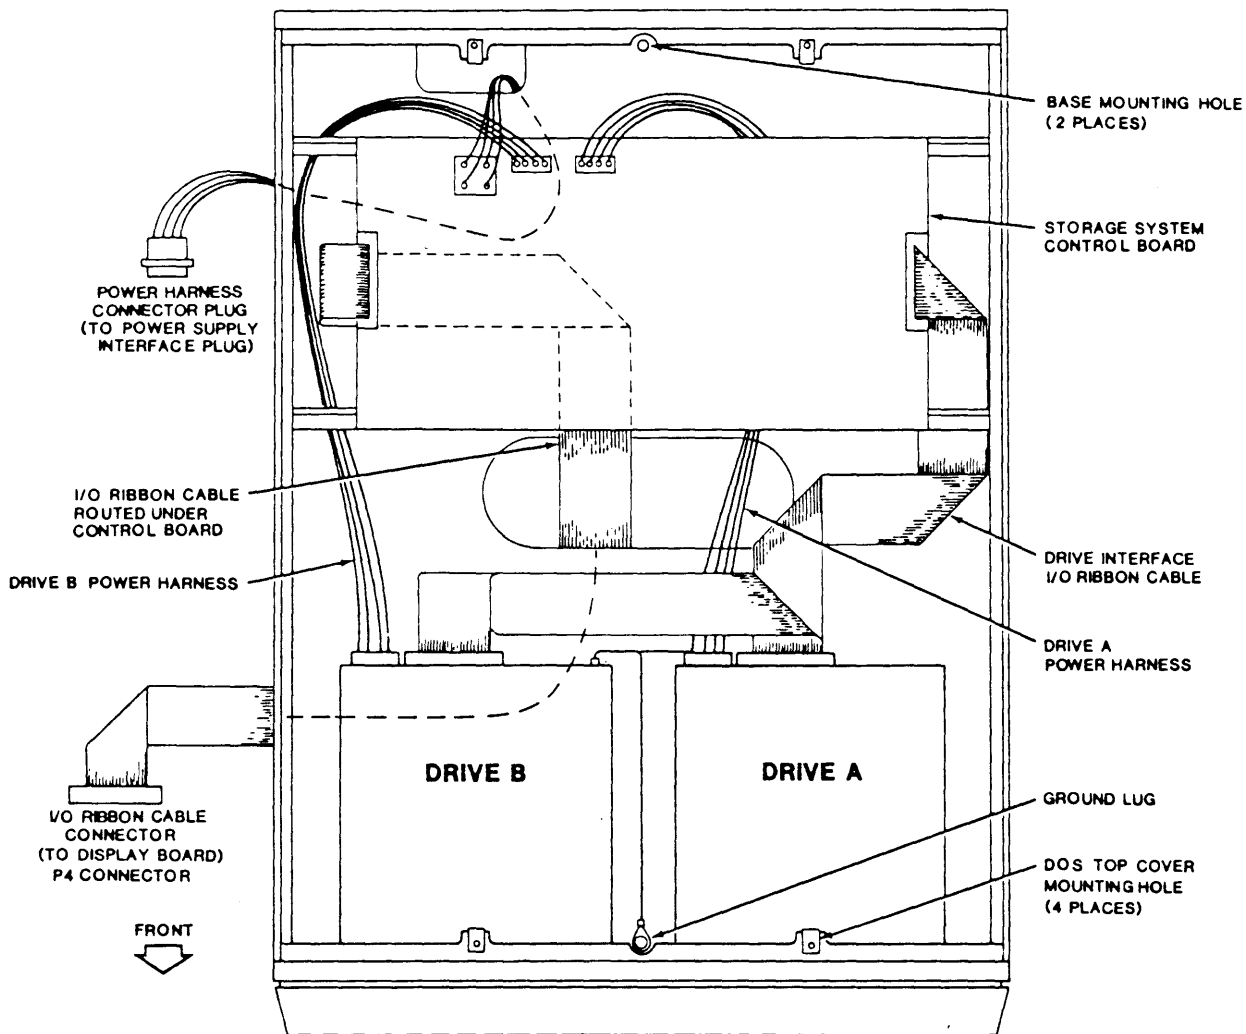 BASE MOUNTING HOLE
(2 PLACES)
STORAGE SYSTEM
CONTROL BOARD
POWER HARNESS
CONNECTOR PLUG
(TO POWER SUPPLY
INTERFACE PLUG)
I/O RIBBON CABLE
ROUTED UNDER
CONTROL BOARD
DRIVE B POWER HARNESS
DRIVE INTERFACE
I/O RIBBON CABLE
DRIVE A
POWER HARNESS
DRIVE B
DRIVE A
I/O RIBBON CABLE
CONNECTOR
(TO DISPLAY BOARD)
P4 CONNECTOR
GROUND LUG
DOS TOP COVER
MOUNTING HOLE
(4 PLACES)
FRONT